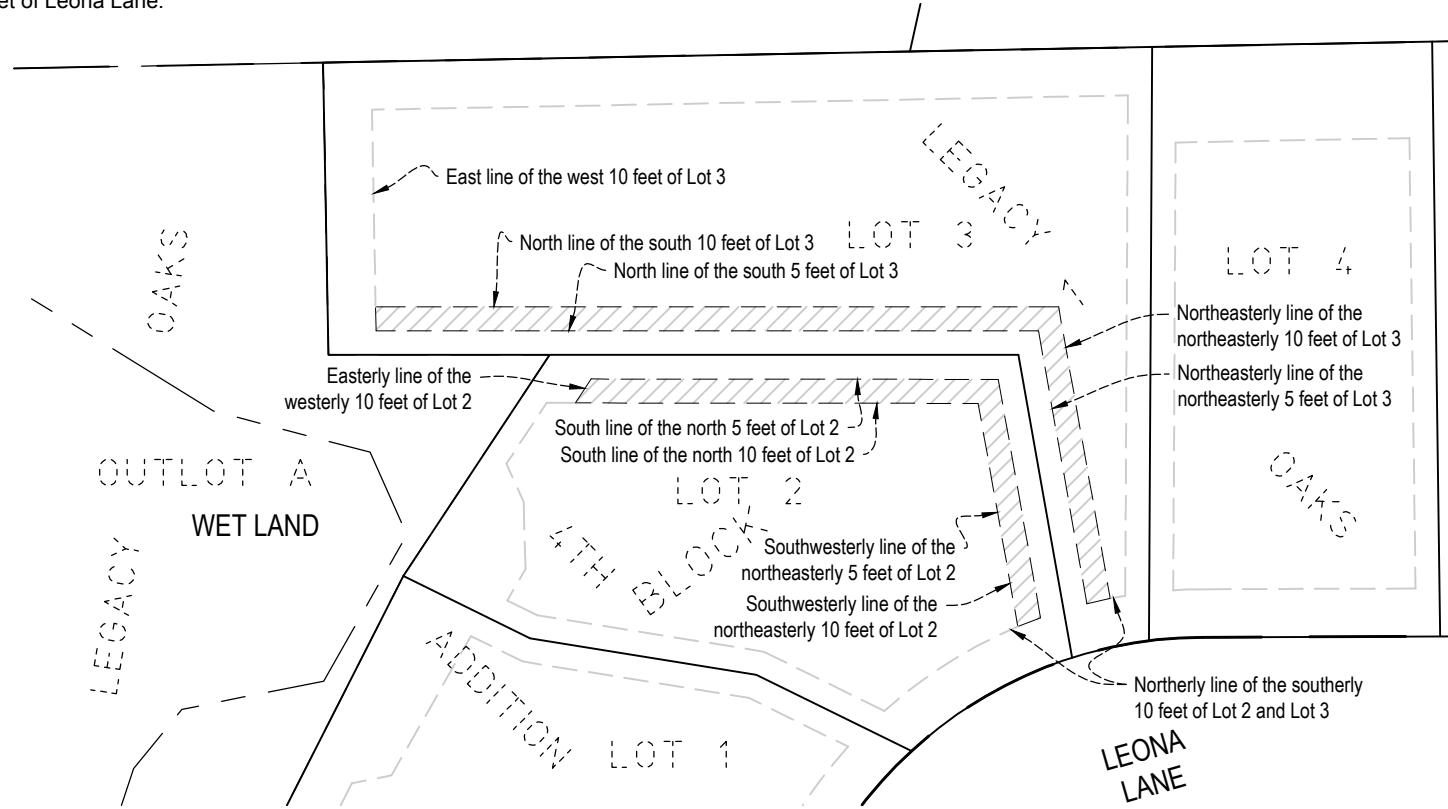 et of Leona Lane.
East line of the west 10 feet of Lot 3
LEGACY
LOT 3
North line of the south 10 feet of Lot 3
North line of the south 5 feet of Lot 3
OAKS
LOT 4
1
Northeasterly line of the
northeasterly 10 feet of Lot 3
Northeasterly line of the
northeasterly 5 feet of Lot 3
Easterly line of the
westerly 10 feet of Lot 2
South line of the north 5 feet of Lot 2
South line of the north 10 feet of Lot 2
OUTLOT A
WET LAND
LOT 2
OAKS
4TH
BLOCK
Southwesterly line of the
northeasterly 5 feet of Lot 2
Southwesterly line of the
northeasterly 10 feet of Lot 2
LEGACY
ADDITION
LOT 1
Northerly line of the southerly
10 feet of Lot 2 and Lot 3
LEONA
LANE